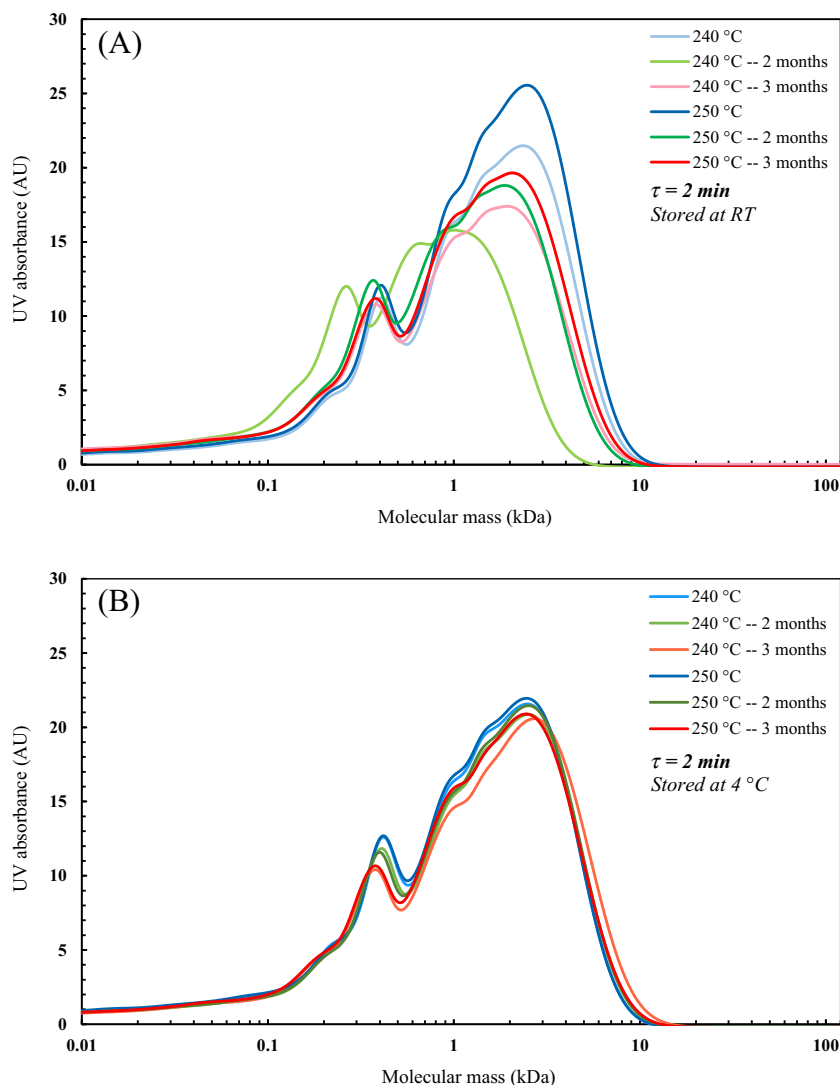 (A)
30
25
20
15
10
5
0
UV absorbance (AU)
0.01
0.1
1
10
100
Molecular mass (kDa)
240 °C
240 °C -- 2 months
240 °C -- 3 months
250 °C
250 °C -- 2 months
250 °C -- 3 months
τ = 2 min
Stored at RT
(B)
30
25
20
15
10
5
0
UV absorbance (AU)
0.01
0.1
1
10
100
Molecular mass (kDa)
240 °C
240 °C -- 2 months
240 °C -- 3 months
250 °C
250 °C -- 2 months
250 °C -- 3 months
τ = 2 min
Stored at 4 °C